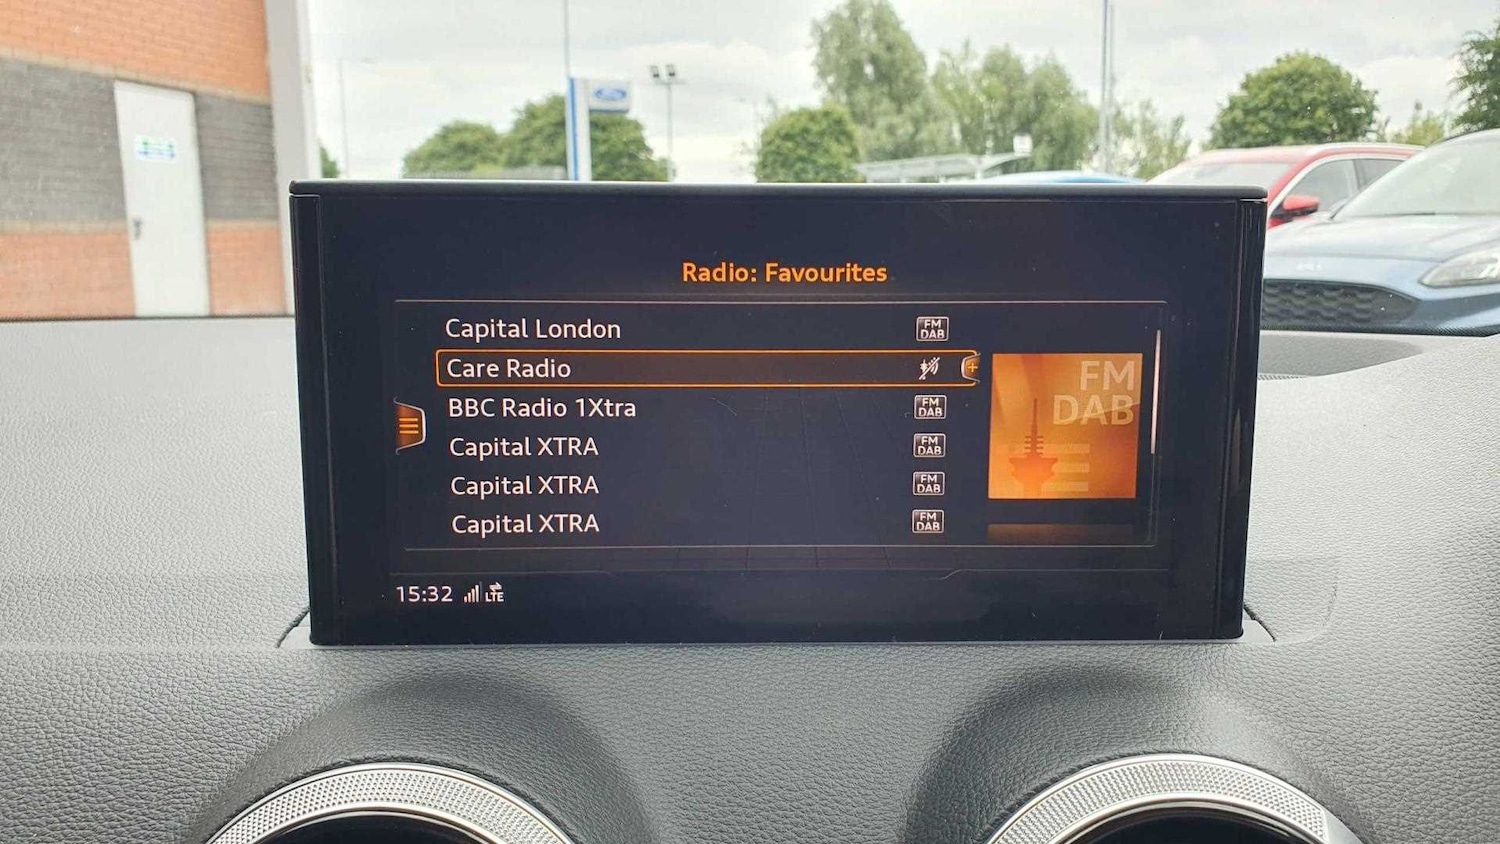 Ford
Radio: Favourites
Capital London FM DAB
Care Radio
FM
DAB
BBC Radio 1Xtra FM DAB
Capital XTRA FM DAB
Capital XTRA FM DAB
Capital XTRA FM DAB
15:32 LTE